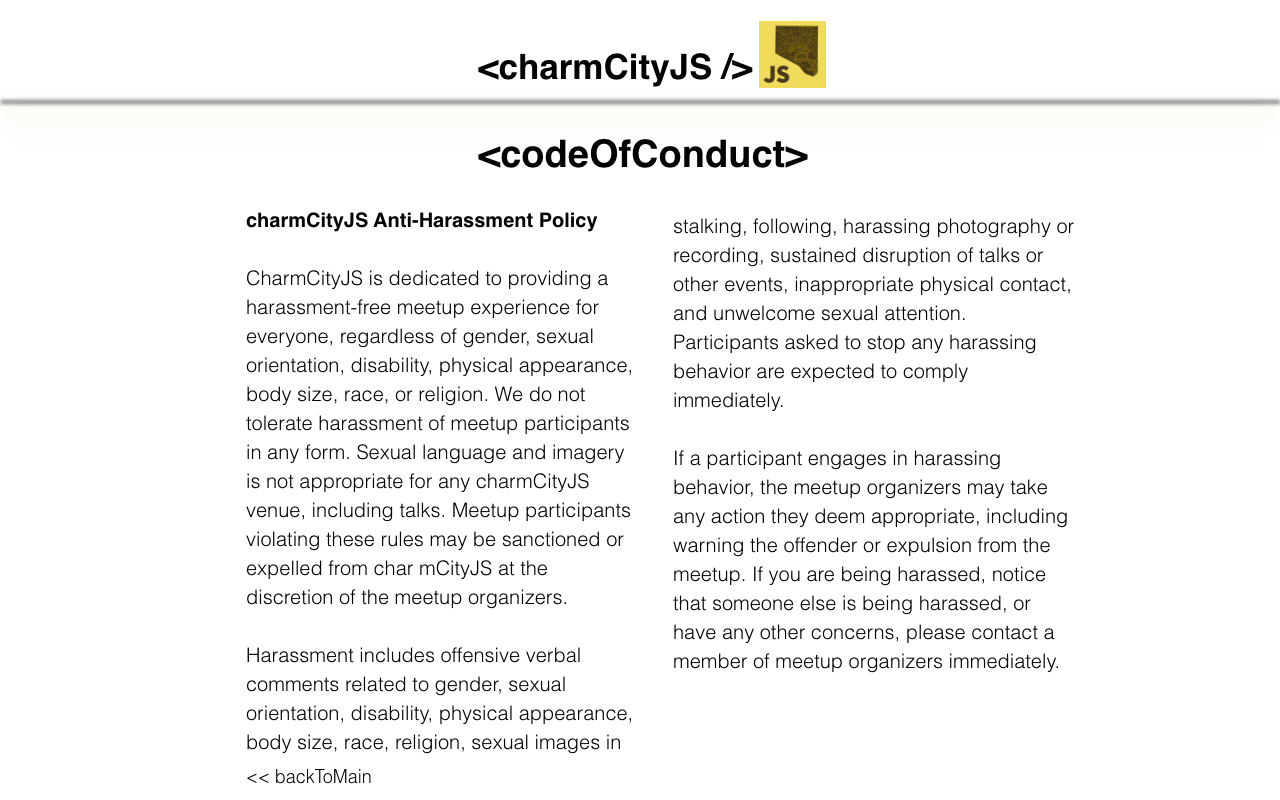 <charmCityJS />
JS
<codeOfConduct>
charmCityJS Anti-Harassment Policy
CharmCityJS is dedicated to providing a
harassment-free meetup experience for
everyone, regardless of gender, sexual
orientation, disability, physical appearance,
body size, race, or religion. We do not
tolerate harassment of meetup participants
in any form. Sexual language and imagery
is not appropriate for any charmCityJS
venue, including talks. Meetup participants
violating these rules may be sanctioned or
expelled from char mCityJS at the
discretion of the meetup organizers.
Harassment includes offensive verbal
comments related to gender, sexual
orientation, disability, physical appearance,
body size, race, religion, sexual images in
stalking, following, harassing photography or
recording, sustained disruption of talks or
other events, inappropriate physical contact,
and unwelcome sexual attention.
Participants asked to stop any harassing
behavior are expected to comply
immediately.
If a participant engages in harassing
behavior, the meetup organizers may take
any action they deem appropriate, including
warning the offender or expulsion from the
meetup. If you are being harassed, notice
that someone else is being harassed, or
have any other concerns, please contact a
member of meetup organizers immediately.
<< backToMain